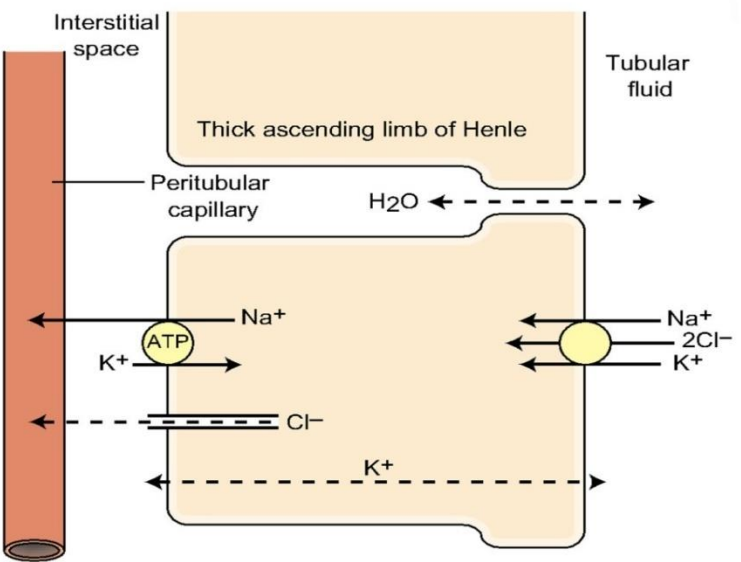 Interstitial
space
Tubular
fluid
Thick ascending limb of Henle
Peritubular
capillary
H2O
Na+
ATP
K+
Cl–
K+
Na+
2Cl–
K+